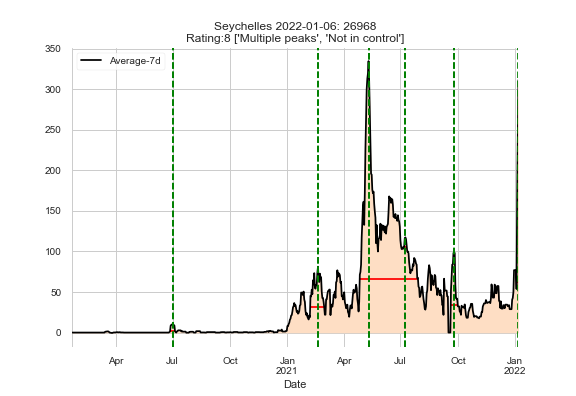 Seychelles 2022-01-06: 26968
Rating:8 ['Multiple peaks', 'Not in control']
350
300
250
200
150
100
50
0
Average-7d
Apr
Jul
Oct
Jan
2021
Apr
Jul
Oct
Jan
2022
Date